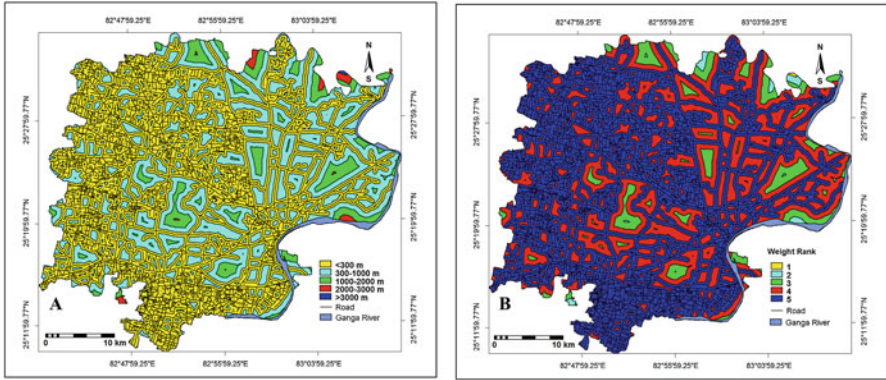 82°47'59.25"E 82°55'59.25"E 83°03'59.25"E
N
S
25°27'59.77"N 25°27'59.77"N
25°19'59.77"N 25°19'59.77"N
25°11'59.77"N 25°11'59.77"N
<300 m
300-1000 m
1000-2000 m
2000-3000 m
>3000 m
Road
Ganga River
A
0 10 km
82°47'59.25"E 82°55'59.25"E 83°03'59.25"E
82°47'59.25"E 82°55'59.25"E 83°03'59.25"E
N
S
25°27'59.77"N 25°27'59.77"N
25°19'59.77"N 25°19'59.77"N
25°11'59.77"N 25°11'59.77"N
Weight Rank
1
2
3
4
5
Road
Ganga River
B
0 10 km
82°47'59.25"E 82°55'59.25"E 83°03'59.25"E